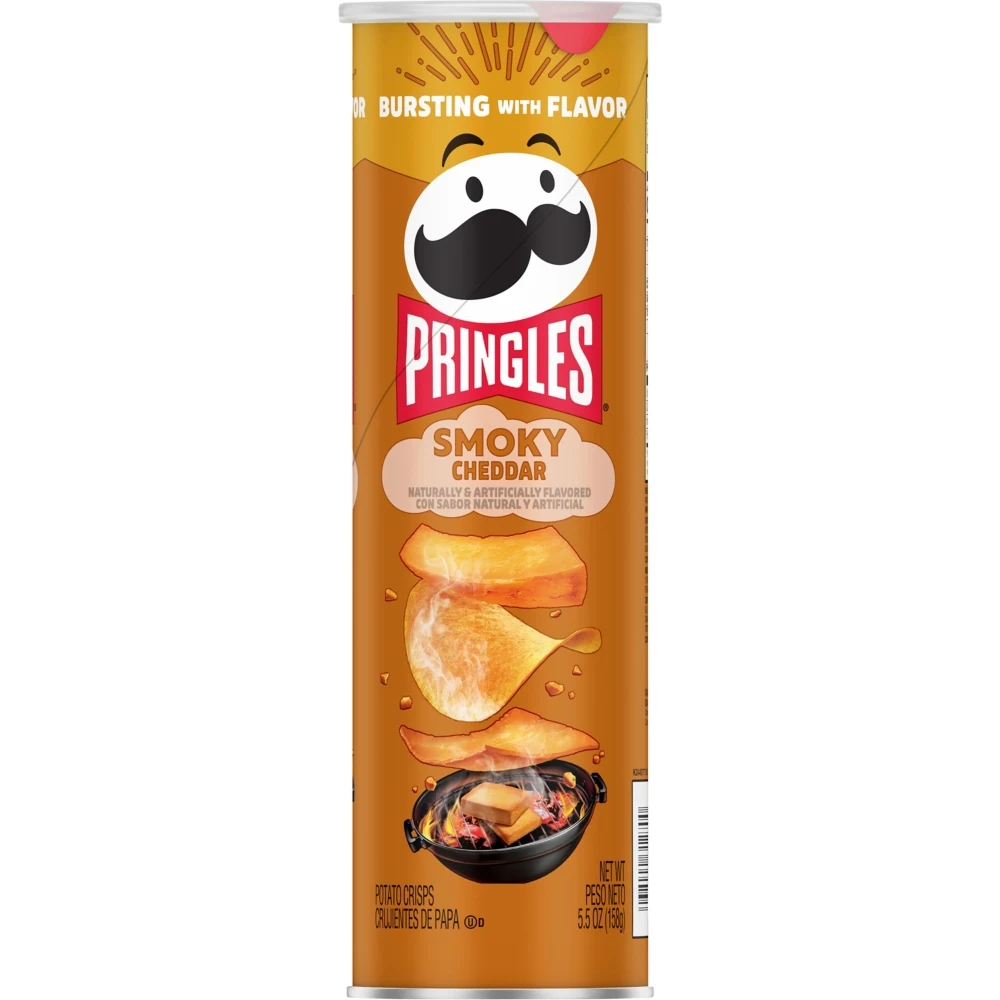 OR BURSTING WITH FLAVOR
PRINGLES
®
SMOKY
CHEDDAR
NATURALLY & ARTIFICIALLY FLAVORED
CON SABOR NATURAL Y ARTIFICIAL
NET WT
PESO NETO
5.5 OZ (158g)
POTATO CRISPS
CRUJIENTES DE PAPA Ⓤ D